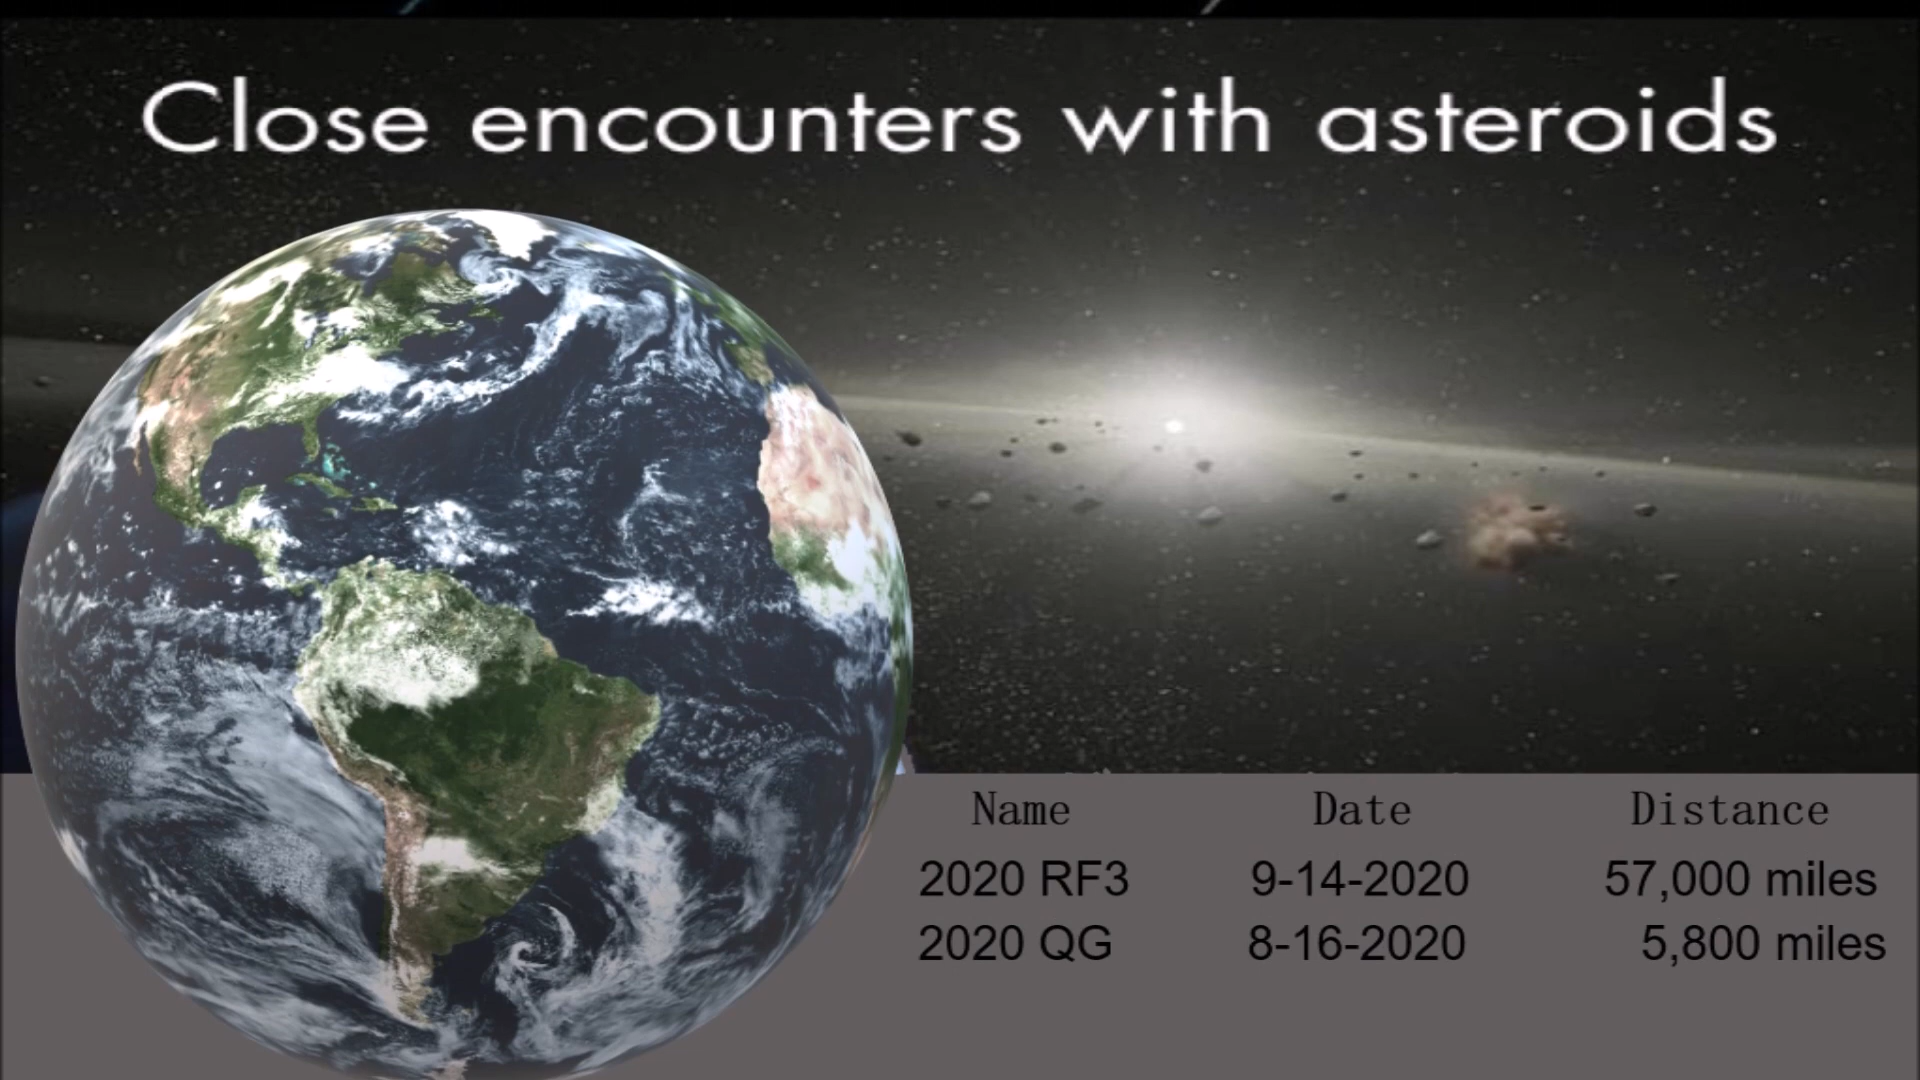 Close encounters with asteroids
Name Date Distance
2020 RF3 9-14-2020 57,000 miles
2020 QG 8-16-2020 5,800 miles